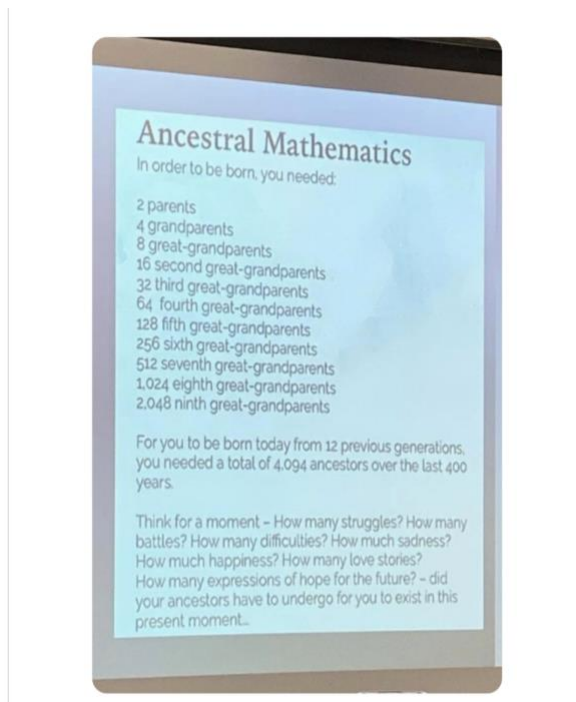 Ancestral Mathematics
In order to be born, you needed:
2 parents
4 grandparents
8 great-grandparents
16 second great-grandparents
32 third great-grandparents
64 fourth great-grandparents
128 fifth great-grandparents
256 sixth great-grandparents
512 seventh great-grandparents
1,024 eighth great-grandparents
2,048 ninth great-grandparents
For you to be born today from 12 previous generations,
you needed a total of 4,094 ancestors over the last 400
years.
Think for a moment – How many struggles? How many
battles? How many difficulties? How much sadness?
How much happiness? How many love stories?
How many expressions of hope for the future? – did
your ancestors have to undergo for you to exist in this
present moment...